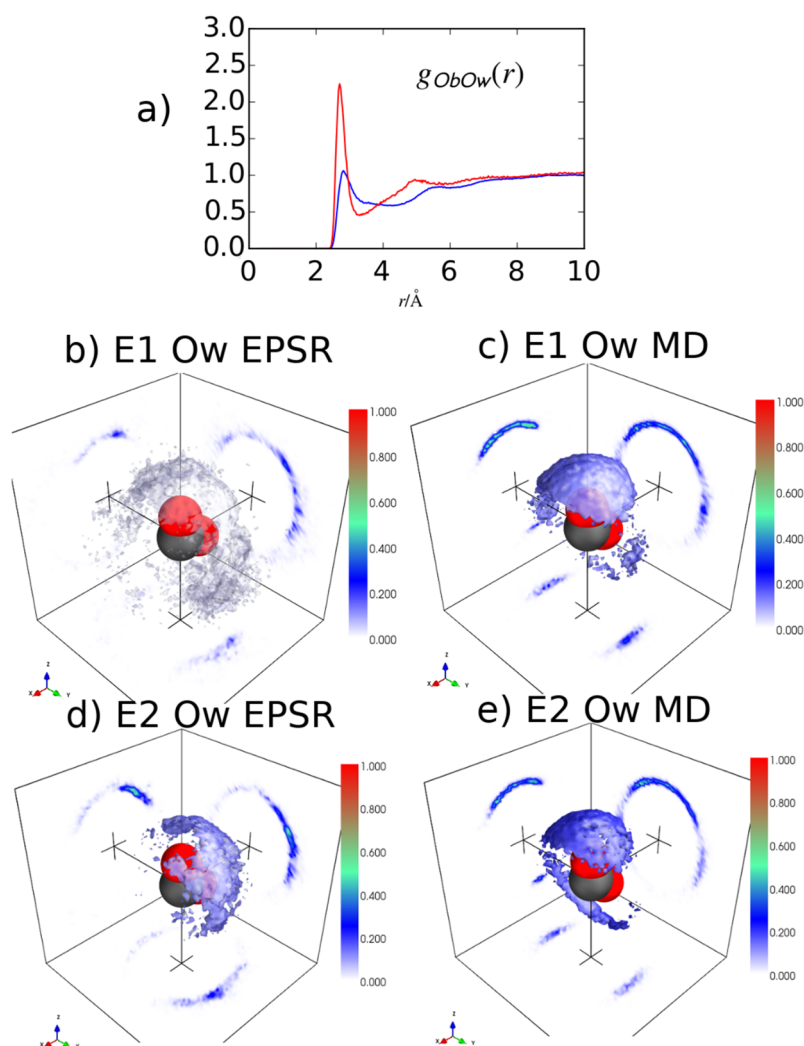 3.0
2.5
2.0
1.5
1.0
0.5
0.0
a)
gObOw(r)
0 2 4 6 8 10
r/Å
b) E1 Ow EPSR
c) E1 Ow MD
1.000
0.800
0.600
0.400
0.200
0.000
1.000
0.800
0.600
0.400
0.200
0.000
Z
X
Y
Z
X
Y
d) E2 Ow EPSR
e) E2 Ow MD
1.000
0.800
0.600
0.400
0.200
0.000
1.000
0.800
0.600
0.400
0.200
0.000
Z
X
Y
Z
X
Y